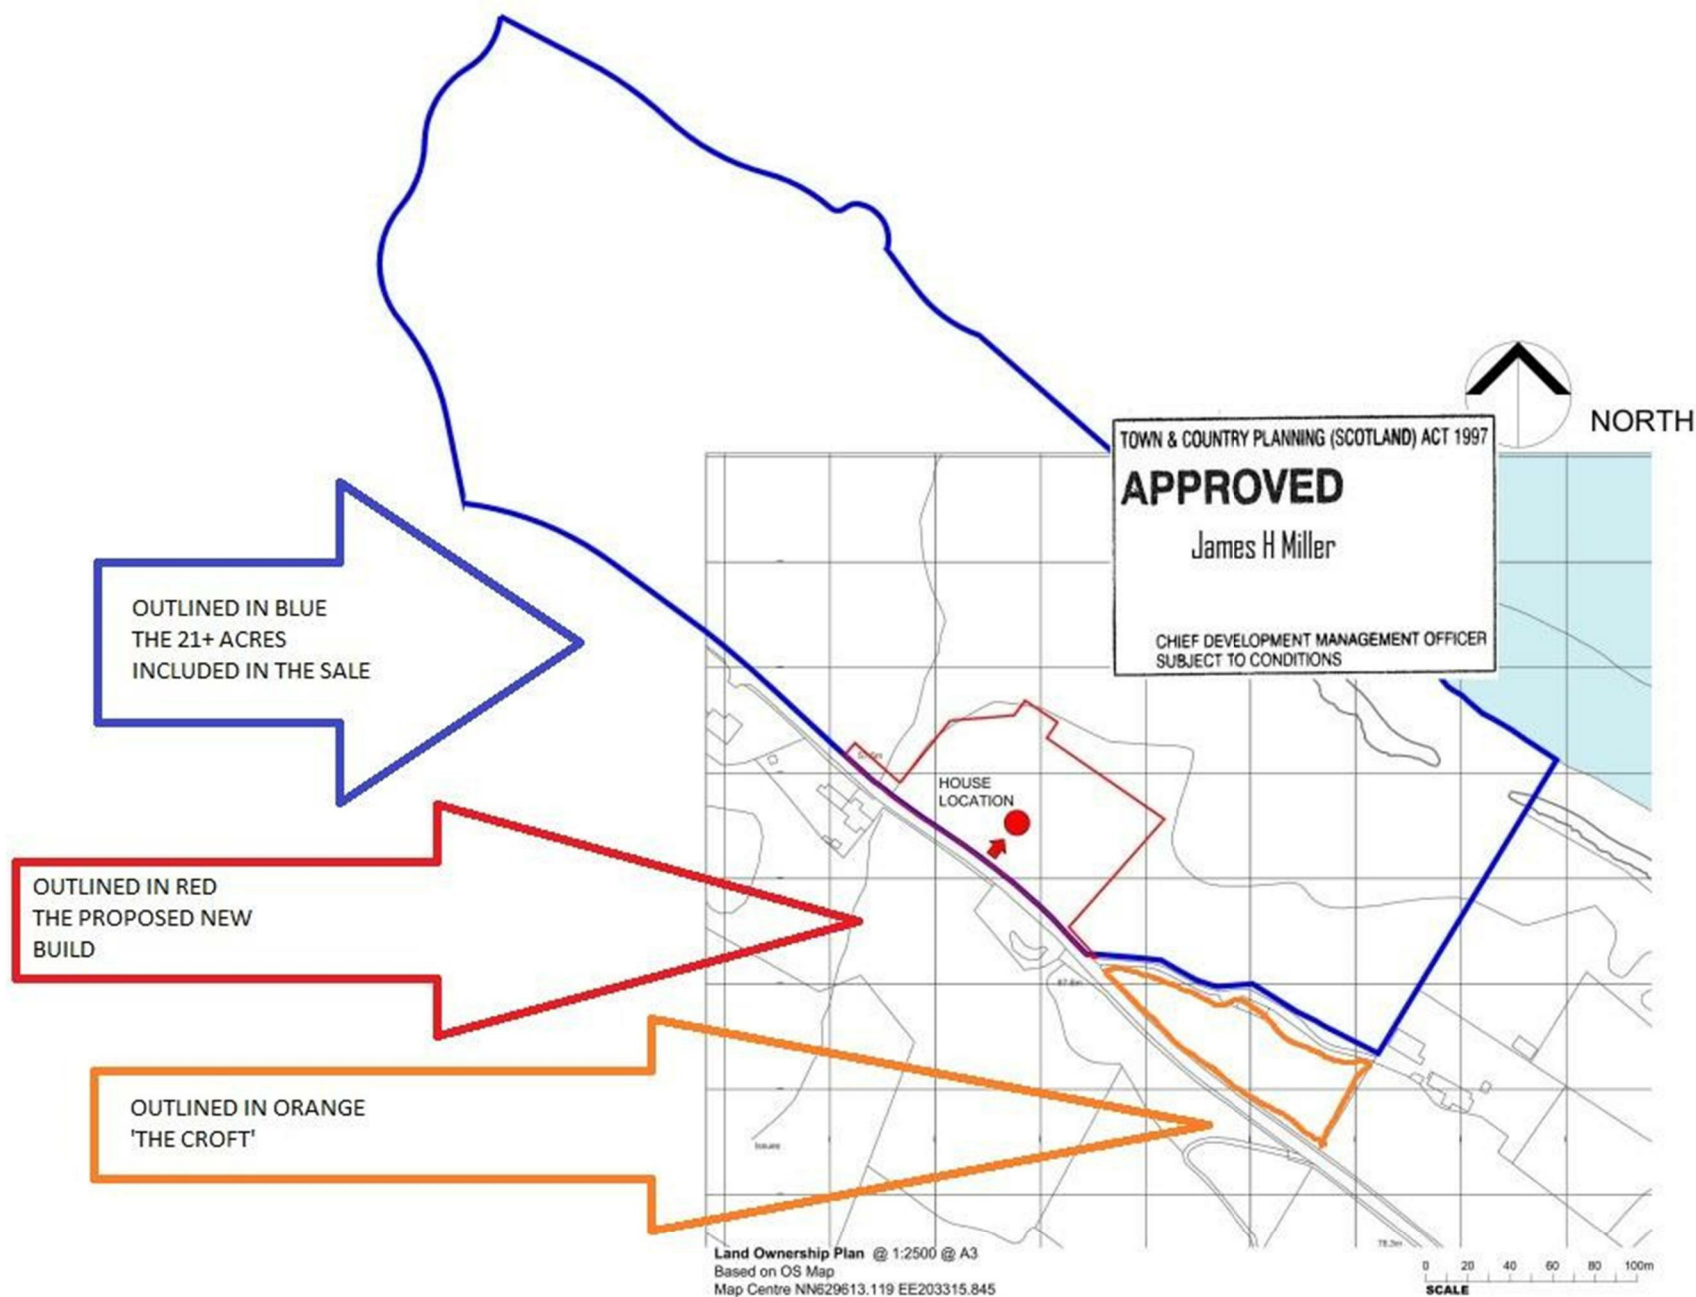 NORTH
TOWN & COUNTRY PLANNING (SCOTLAND) ACT 1997
APPROVED
James H Miller
CHIEF DEVELOPMENT MANAGEMENT OFFICER
SUBJECT TO CONDITIONS
OUTLINED IN BLUE
THE 21+ ACRES
INCLUDED IN THE SALE
HOUSE
LOCATION
OUTLINED IN RED
THE PROPOSED NEW
BUILD
OUTLINED IN ORANGE
'THE CROFT'
Issues
78.3m
Land Ownership Plan @ 1:2500 @ A3
Based on OS Map
Map Centre NN629613.119 EE203315.845
0 20 40 60 80 100m
SCALE